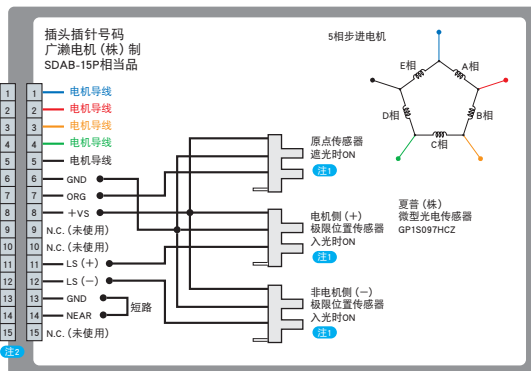 插头插针号码
广濑电机（株）制
SDAB-15P相当品
1 1 电机导线
2 2 电机导线
3 3 电机导线
4 4 电机导线
5 5 电机导线
6 6 GND
7 7 ORG
8 8 +VS
9 9 N.C.(未使用)
10 10 N.C.(未使用)
11 11 LS (+)
12 12 LS (—)
13 13 GND
14 14 NEAR
短路
15 15 N.C.(未使用)
注2
原点传感器
遮光时ON
注1
电机侧 (+)
极限位置传感器
入光时ON
注1
非电机侧 (—)
极限位置传感器
入光时ON
注1
5相步进电机
E相
A相
D相
B相
C相
夏普（株）
微型光电传感器
GP1S097HCZ